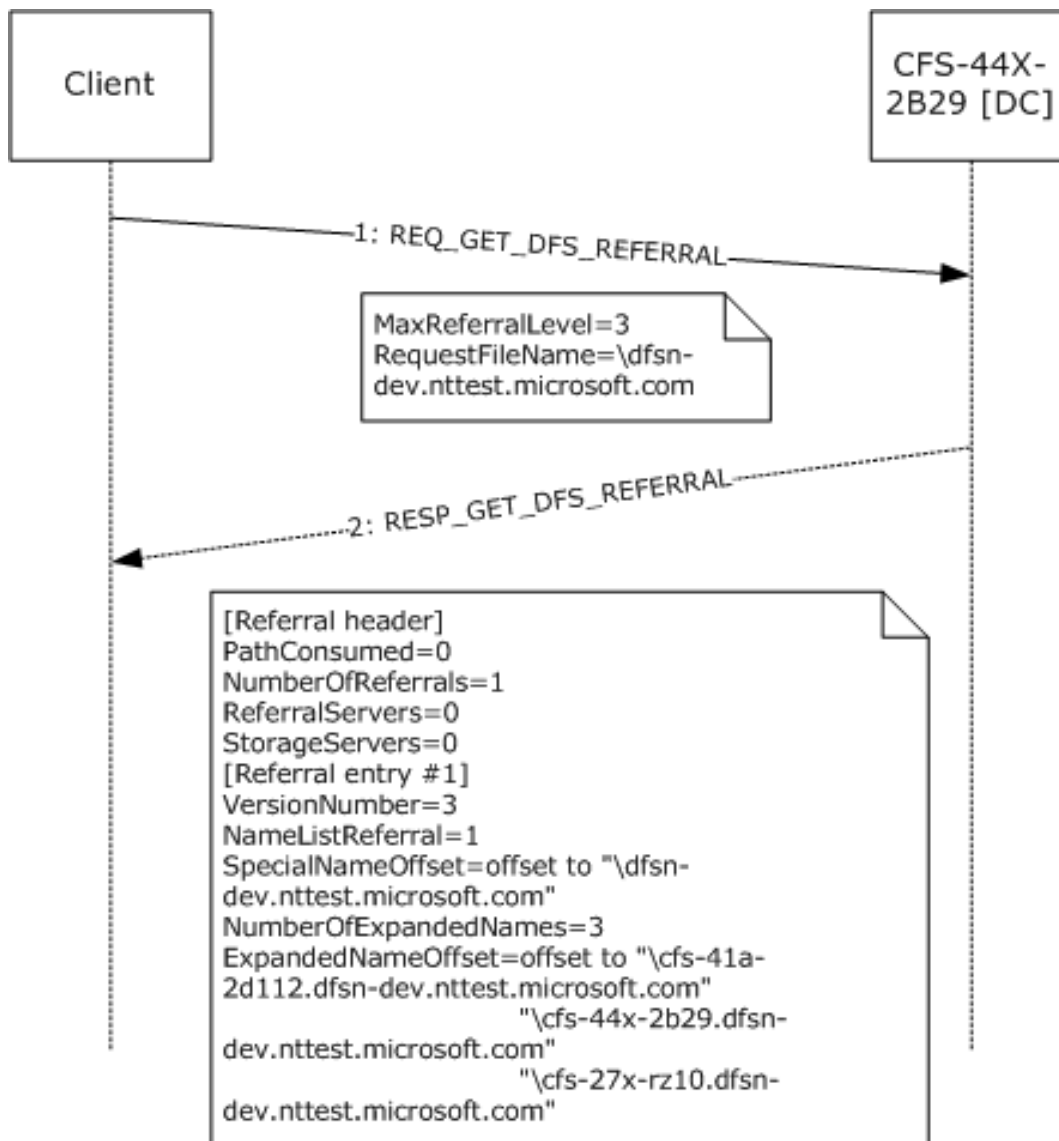 Client
CFS-44X-
2B29 [DC]
1: REQ_GET_DFS_REFERRAL
MaxReferralLevel=3
RequestFileName=\dfsn-
dev.nttest.microsoft.com
2: RESP_GET_DFS_REFERRAL
[Referral header]
PathConsumed=0
NumberOfReferrals=1
ReferralServers=0
StorageServers=0
[Referral entry #1]
VersionNumber=3
NameListReferral=1
SpecialNameOffset=offset to "\dfsn-
dev.nttest.microsoft.com"
NumberOfExpandedNames=3
ExpandedNameOffset=offset to "\cfs-41a-
2d112.dfsn-dev.nttest.microsoft.com"
"\cfs-44x-2b29.dfsn-
dev.nttest.microsoft.com"
"\cfs-27x-rz10.dfsn-
dev.nttest.microsoft.com"